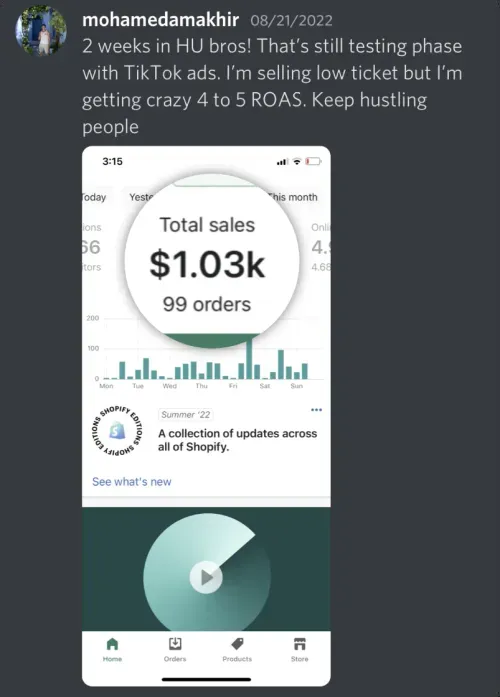 mohamedamakhir 08/21/2022
2 weeks in HU bros! That's still testing phase
with TikTok ads. I'm selling low ticket but I'm
getting crazy 4 to 5 ROAS. Keep hustling
people
3:15
Today Yeste This month
Total sales
$1.03k
99 orders
ions
66
itors
Onli
4.9
4.68
200
100
0
Mon Tue Wed Thu Fri Sat Sun
SHOPIFY EDITIONS SHOPIFY EDITIONS
Summer '22
A collection of updates across
all of Shopify.
See what's new
Home Orders Products Store